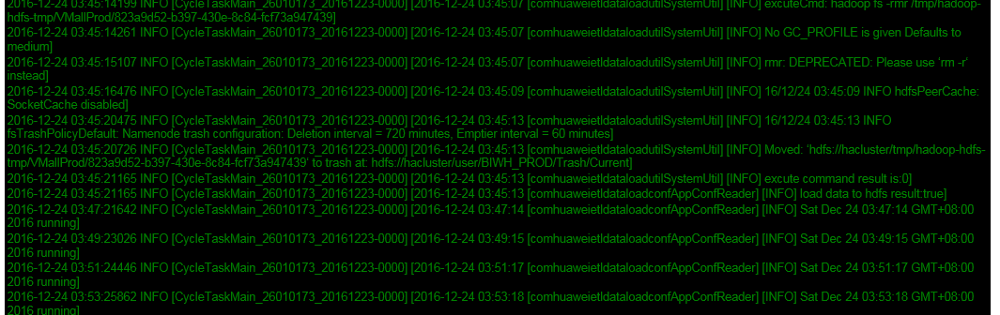 2016-12-24 03:45:14199 INFO [CycleTaskMain_26010173_20161223-0000] [2016-12-24 03:45:07 [comhuaweietldataloadutilSystemUtil] [INFO] excuteCmd: hadoop fs -rmr /tmp/hadoop-
hdfs-tmp/VMallProd/823a9d52-b397-430e-8c84-fcf73a947439]
2016-12-24 03:45:14261 INFO [CycleTaskMain_26010173_20161223-0000] [2016-12-24 03:45:07 [comhuaweietldataloadutilSystemUtil] [INFO] No GC_PROFILE is given Defaults to
medium]
2016-12-24 03:45:15107 INFO [CycleTaskMain_26010173_20161223-0000] [2016-12-24 03:45:07 [comhuaweietldataloadutilSystemUtil] [INFO] rmr: DEPRECATED: Please use 'rm -r'
instead]
2016-12-24 03:45:16476 INFO [CycleTaskMain_26010173_20161223-0000] [2016-12-24 03:45:09 [comhuaweietldataloadutilSystemUtil] [INFO] 16/12/24 03:45:09 INFO hdfsPeerCache:
SocketCache disabled]
2016-12-24 03:45:20475 INFO [CycleTaskMain_26010173_20161223-0000] [2016-12-24 03:45:13 [comhuaweietldataloadutilSystemUtil] [INFO] 16/12/24 03:45:13 INFO
fsTrashPolicyDefault: Namenode trash configuration: Deletion interval = 720 minutes, Emptier interval = 60 minutes]
2016-12-24 03:45:20726 INFO [CycleTaskMain_26010173_20161223-0000] [2016-12-24 03:45:13 [comhuaweietldataloadutilSystemUtil] [INFO] Moved: 'hdfs://hacluster/tmp/hadoop-hdfs-
tmp/VMallProd/823a9d52-b397-430e-8c84-fcf73a947439' to trash at: hdfs://hacluster/user/BIWH_PROD/Trash/Current]
2016-12-24 03:45:21165 INFO [CycleTaskMain_26010173_20161223-0000] [2016-12-24 03:45:13 [comhuaweietldataloadutilSystemUtil] [INFO] excute command result is:0]
2016-12-24 03:45:21165 INFO [CycleTaskMain_26010173_20161223-0000] [2016-12-24 03:45:13 [comhuaweietldataloadconfAppConfReader] [INFO] load data to hdfs result:true]
2016-12-24 03:47:21642 INFO [CycleTaskMain_26010173_20161223-0000] [2016-12-24 03:47:14 [comhuaweietldataloadconfAppConfReader] [INFO] Sat Dec 24 03:47:14 GMT+08:00
2016 running]
2016-12-24 03:49:23026 INFO [CycleTaskMain_26010173_20161223-0000] [2016-12-24 03:49:15 [comhuaweietldataloadconfAppConfReader] [INFO] Sat Dec 24 03:49:15 GMT+08:00
2016 running]
2016-12-24 03:51:24446 INFO [CycleTaskMain_26010173_20161223-0000] [2016-12-24 03:51:17 [comhuaweietldataloadconfAppConfReader] [INFO] Sat Dec 24 03:51:17 GMT+08:00
2016 running]
2016-12-24 03:53:25862 INFO [CycleTaskMain_26010173_20161223-0000] [2016-12-24 03:53:18 [comhuaweietldataloadconfAppConfReader] [INFO] Sat Dec 24 03:53:18 GMT+08:00
2016 running]